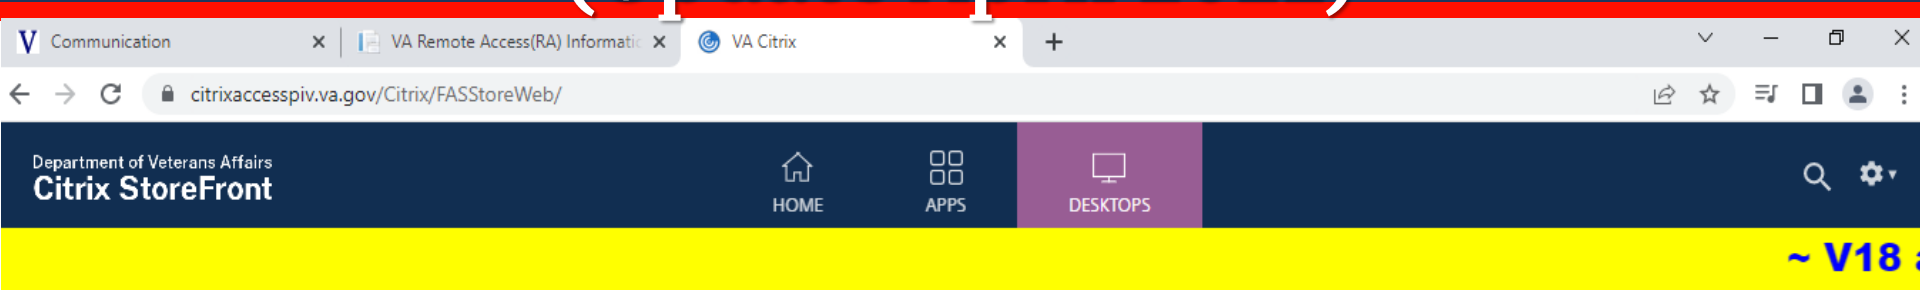 Communication
VA Remote Access(RA) Informatic
VA Citrix
citrixaccesspiv.va.gov/Citrix/FASStoreWeb/
Department of Veterans Affairs
Citrix StoreFront
HOME
APPS
DESKTOPS
~ V18